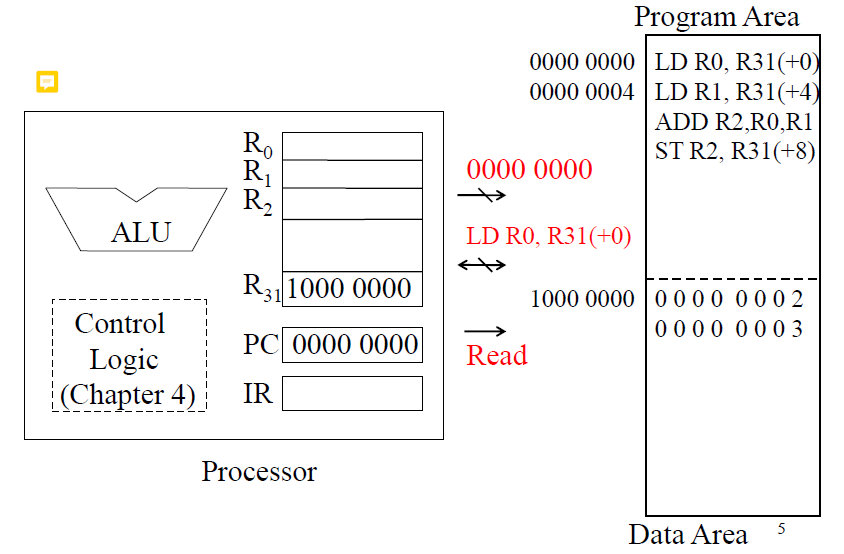 Program Area
0000 0000 LD R0, R31(+0)
0000 0004 LD R1, R31(+4)
ADD R2,R0,R1
ST R2, R31(+8)
R0
R1
R2
ALU
R31 1000 0000
Control
Logic
(Chapter 4)
PC 0000 0000
IR
Processor
0000 0000
LD R0, R31(+0)
Read
1000 0000 0 0 0 0 0 0 0 2
0 0 0 0 0 0 0 3
Data Area 5